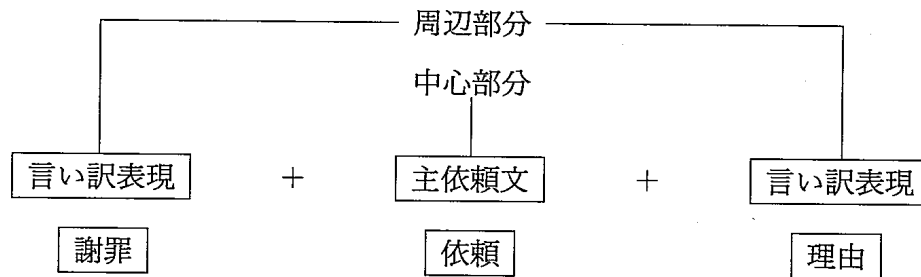 周辺部分
中心部分
言い訳表現 + 主依頼文 + 言い訳表現
謝罪 依頼 理由